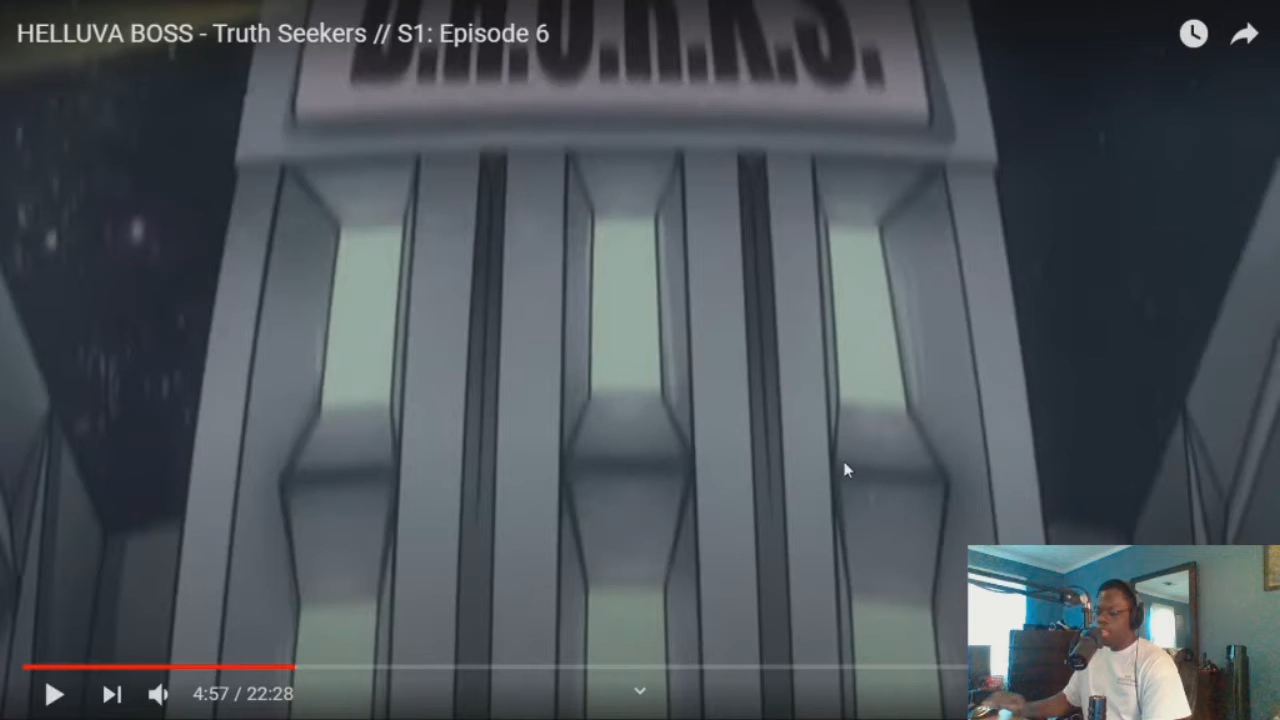 HELLUVA BOSS - Truth Seekers // S1: Episode 6
D.H.O.R.K.S.
4:57 / 22:28